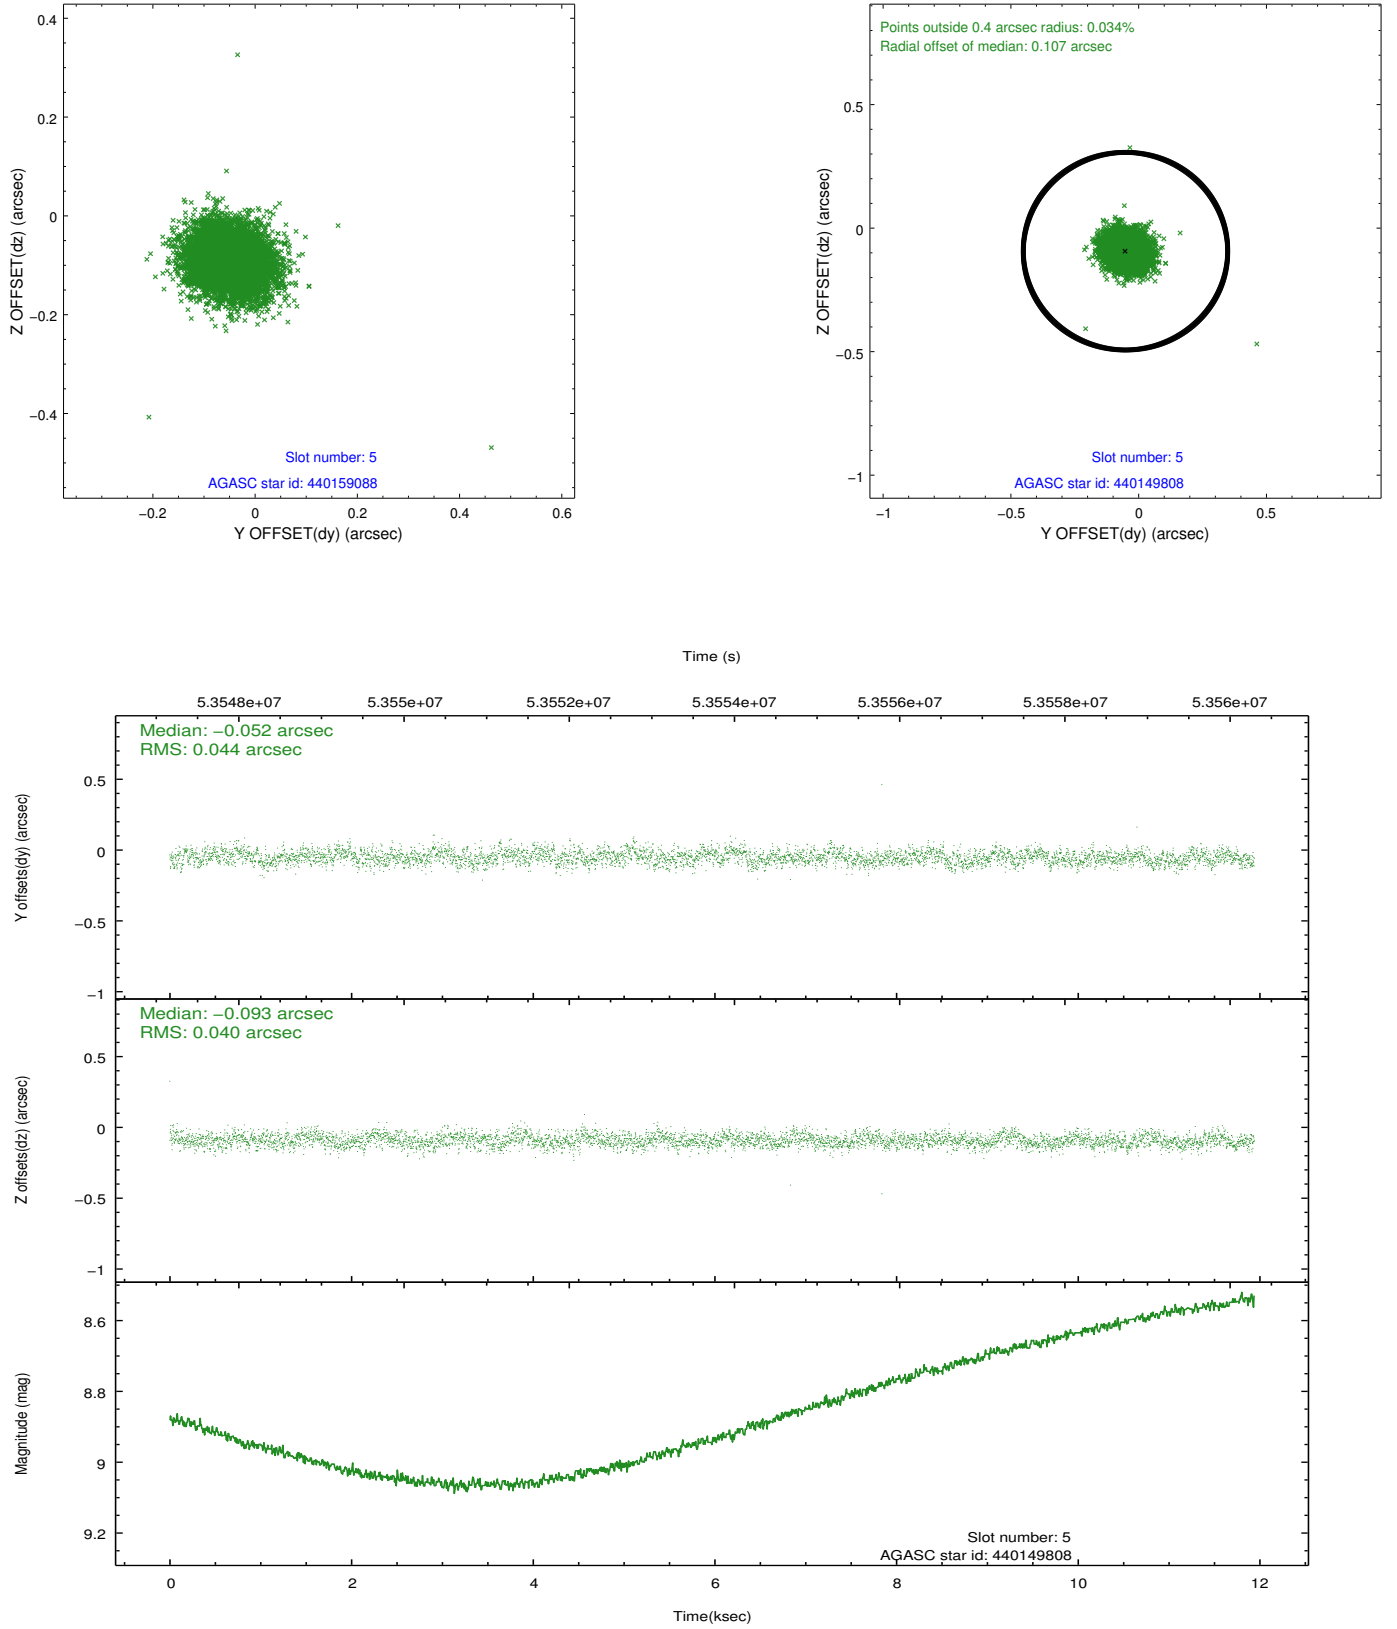 0.4
0.2
0
−0.2
−0.4
Z OFFSET(dz) (arcsec)
Slot number: 5
AGASC star id: 440159088
−0.2
0
0.2
0.4
0.6
Y OFFSET(dy) (arcsec)
Points outside 0.4 arcsec radius: 0.034%
Radial offset of median: 0.107 arcsec
0.5
0
−0.5
−1
Z OFFSET(dz) (arcsec)
Slot number: 5
AGASC star id: 440149808
−1
−0.5
0
0.5
Y OFFSET(dy) (arcsec)
Time (s)
5.3548e+07
5.355e+07
5.3552e+07
5.3554e+07
5.3556e+07
5.3558e+07
5.356e+07
Median: −0.052 arcsec
RMS: 0.044 arcsec
0.5
0
−0.5
−1
Y offsets(dy) (arcsec)
Median: −0.093 arcsec
RMS: 0.040 arcsec
0.5
0
−0.5
−1
Z offsets(dz) (arcsec)
8.6
8.8
9
9.2
Magnitude (mag)
Slot number: 5
AGASC star id: 440149808
0
2
4
6
8
10
12
Time(ksec)